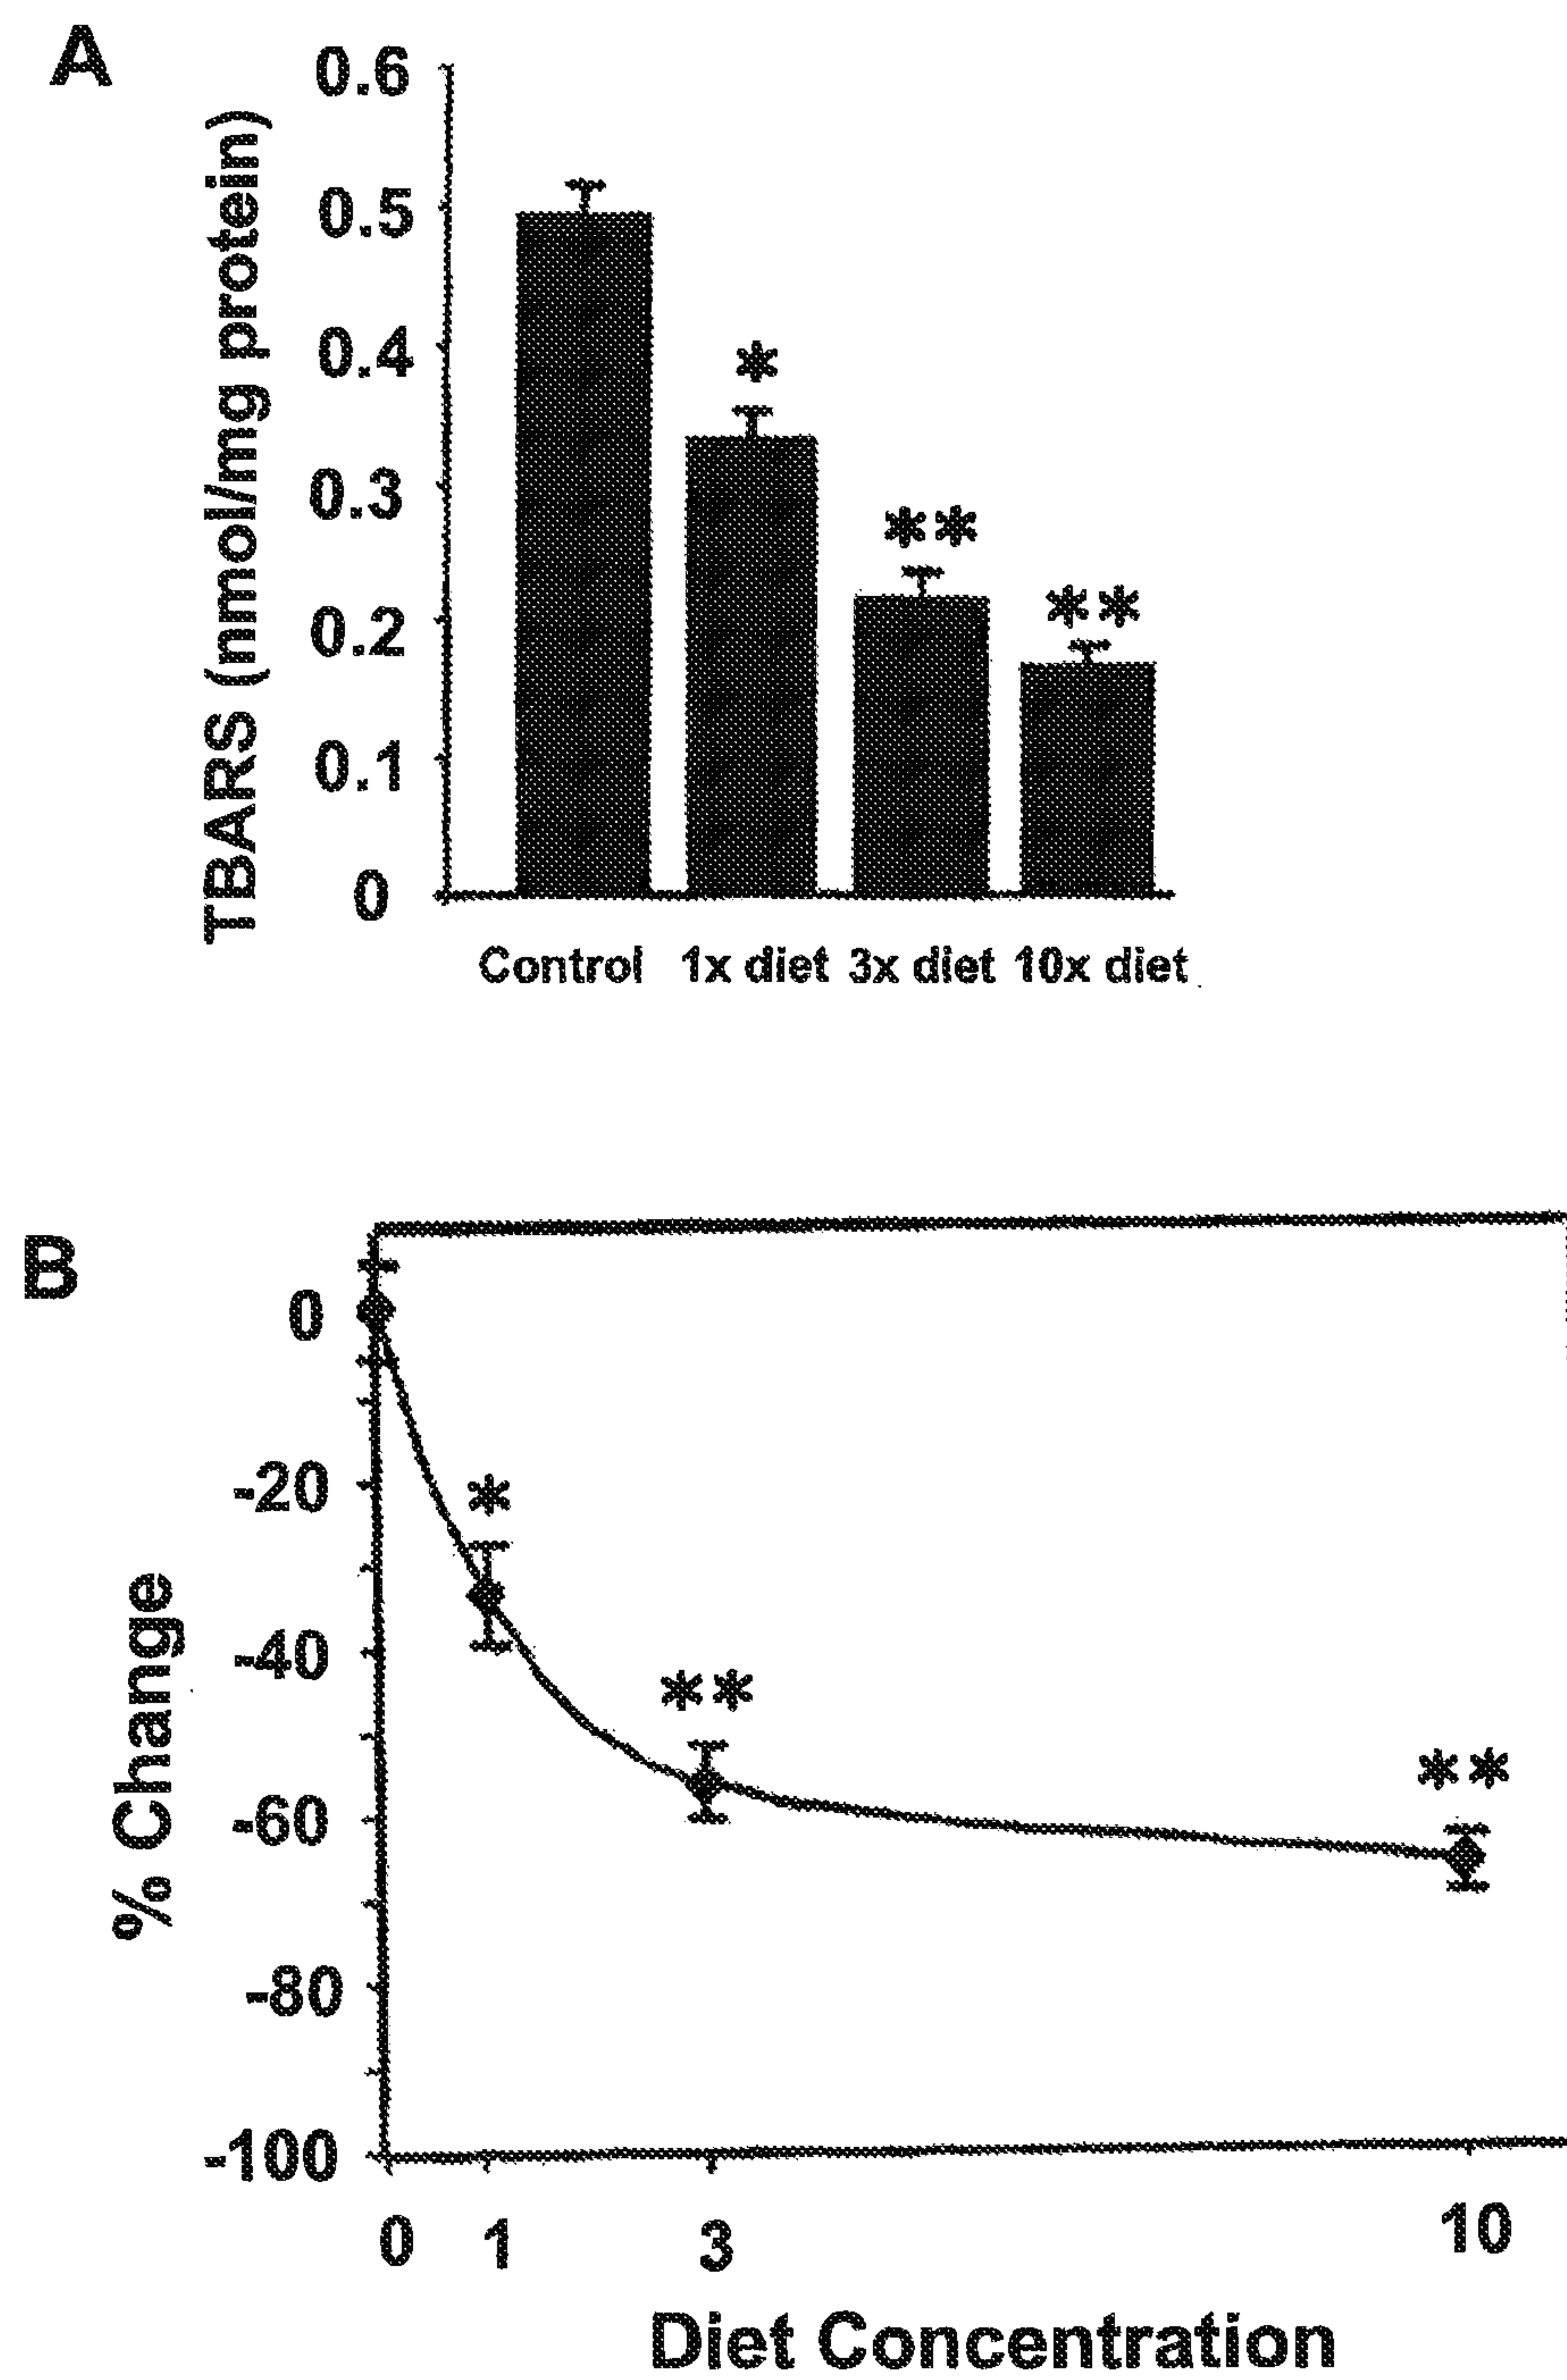 A
0.6
0.5
0.4
0.3
0.2
0.1
0
TBARS (nmol/mg protein)
*
**
**
Control 1x diet 3x diet 10x diet
B
0
-20
-40
-60
-80
-100
% Change
*
**
**
0 1 3 10
Diet Concentration